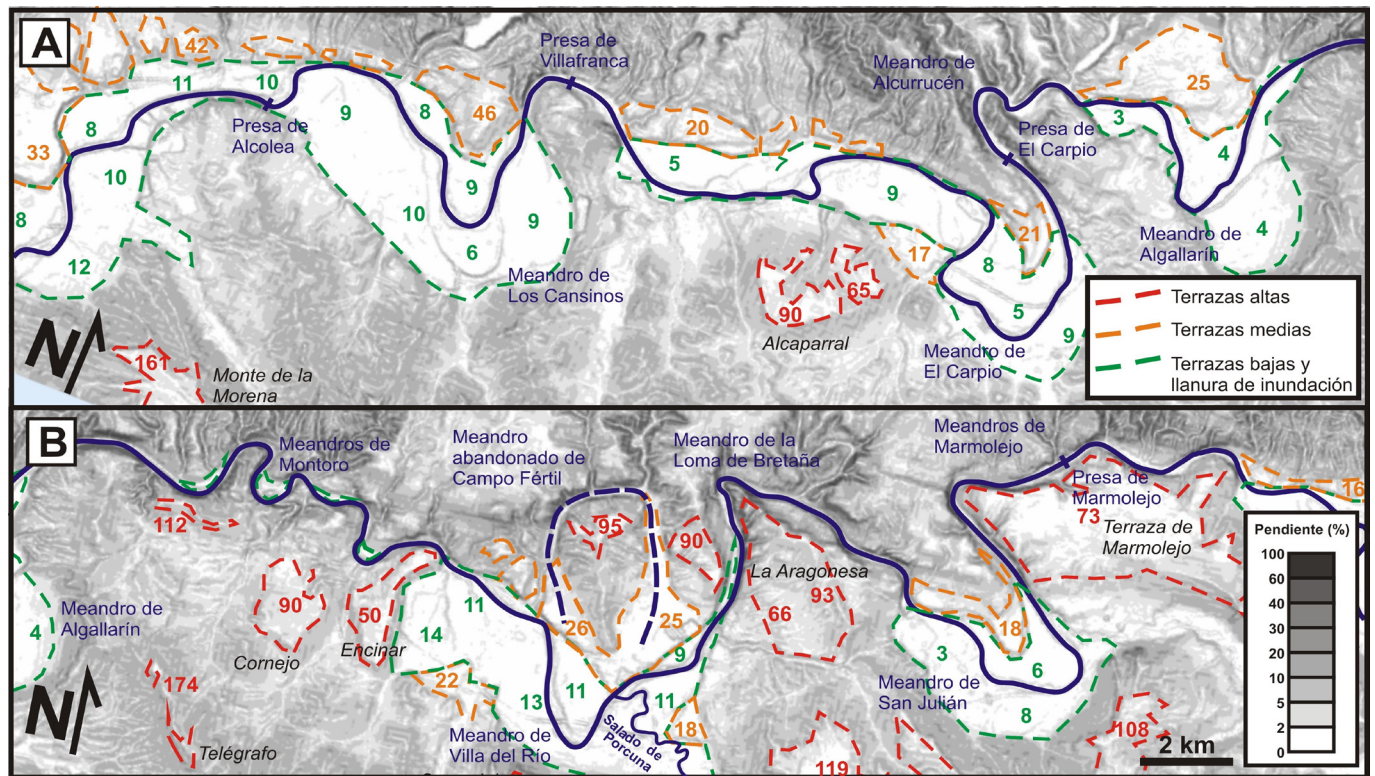 A
42
11
10
8
33
10
8
12
Presa de
Alcolea
9
8
46
9
10
6
9
Meandro de
Los Cansinos
Presa de
Villafranca
20
5
7
9
17
90
65
Alcaparral
Meandro de
Alcurrucén
Presa de
El Carpio
21
8
5
9
Meandro de
El Carpio
25
3
4
4
Meandro de
Algallarín
N
161
Monte de la
Morena
Terrazas altas
Terrazas medias
Terrazas bajas y
llanura de inundación
B
Meandros de
Montoro
Meandro
abandonado de
Campo Fértil
Meandro de la
Loma de Bretaña
Meandros de
Marmolejo
Presa de
Marmolejo
73
Terraza de
Marmolejo
16
112
95
90
La Aragonesa
66
93
90
Cornejo
50
Encinar
11
14
26
25
9
11
11
13
22
18
Meandro de
Algallarín
4
N
174
Telégrafo
Meandro de
Villa del Río
Salado de
Porcuna
119
18
3
6
8
Meandro de
San Julián
108
2 km
Pendiente (%)
100
60
40
30
20
10
5
2
0